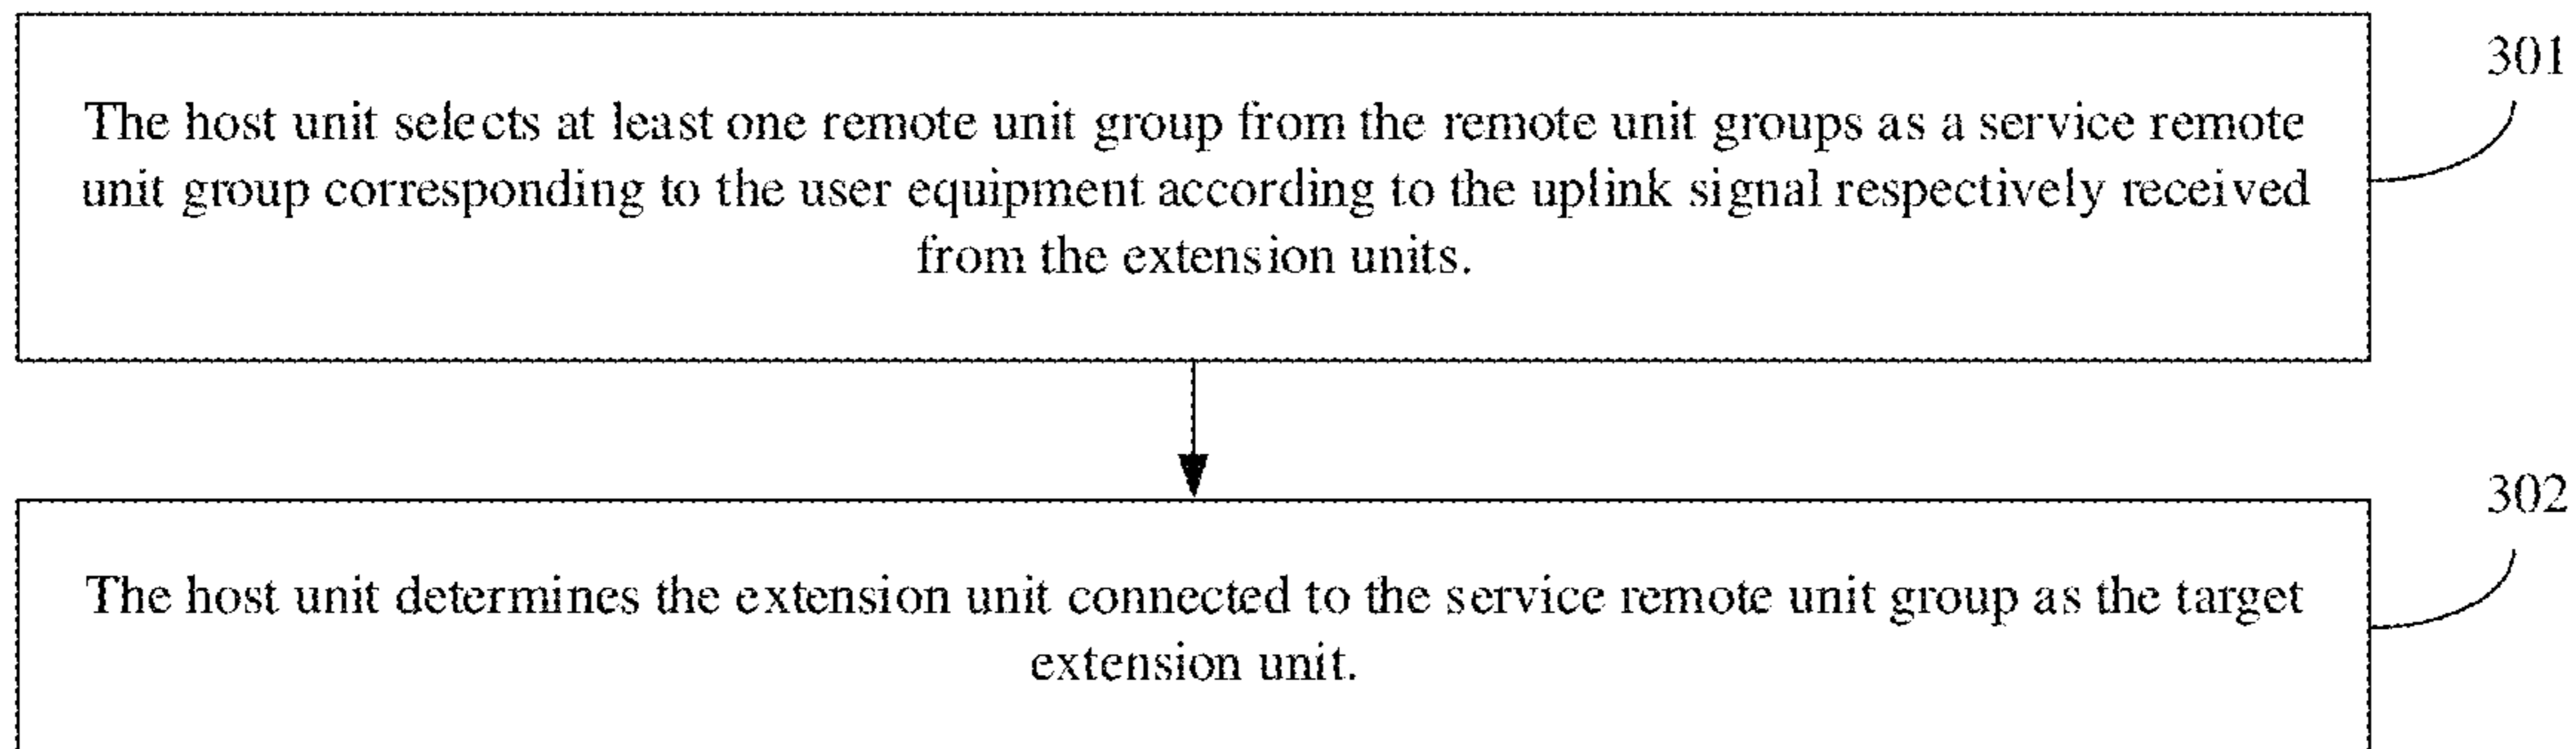 301
The host unit selects at least one remote unit group from the remote unit groups as a service remote
unit group corresponding to the user equipment according to the uplink signal respectively received
from the extension units.
302
The host unit determines the extension unit connected to the service remote unit group as the target
extension unit.